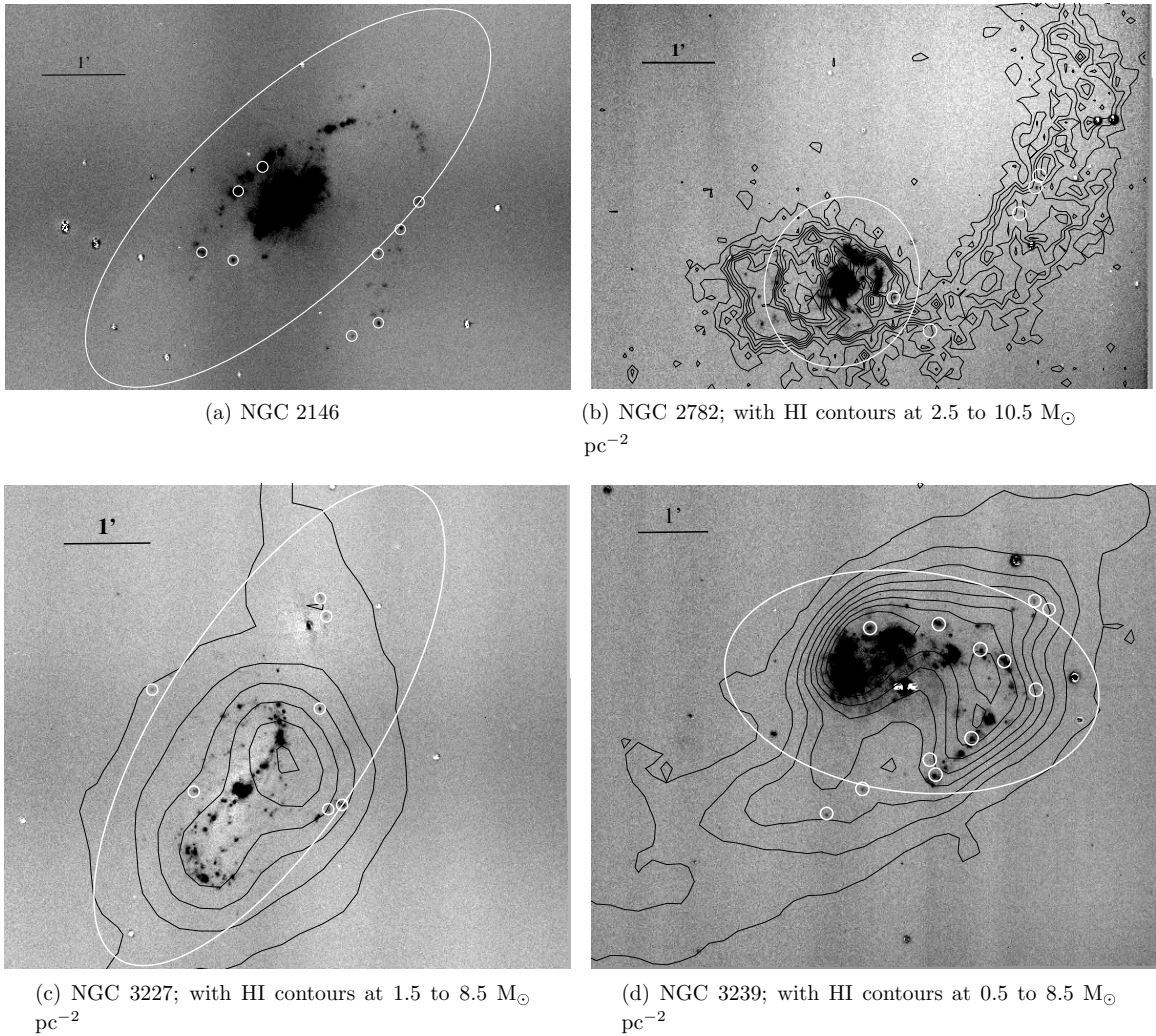 1'
1'
(a) NGC 2146
(b) NGC 2782; with HI contours at 2.5 to 10.5 M⊙
pc−2
1'
1'
(c) NGC 3227; with HI contours at 1.5 to 8.5 M⊙
pc−2
(d) NGC 3239; with HI contours at 0.5 to 8.5 M⊙
pc−2